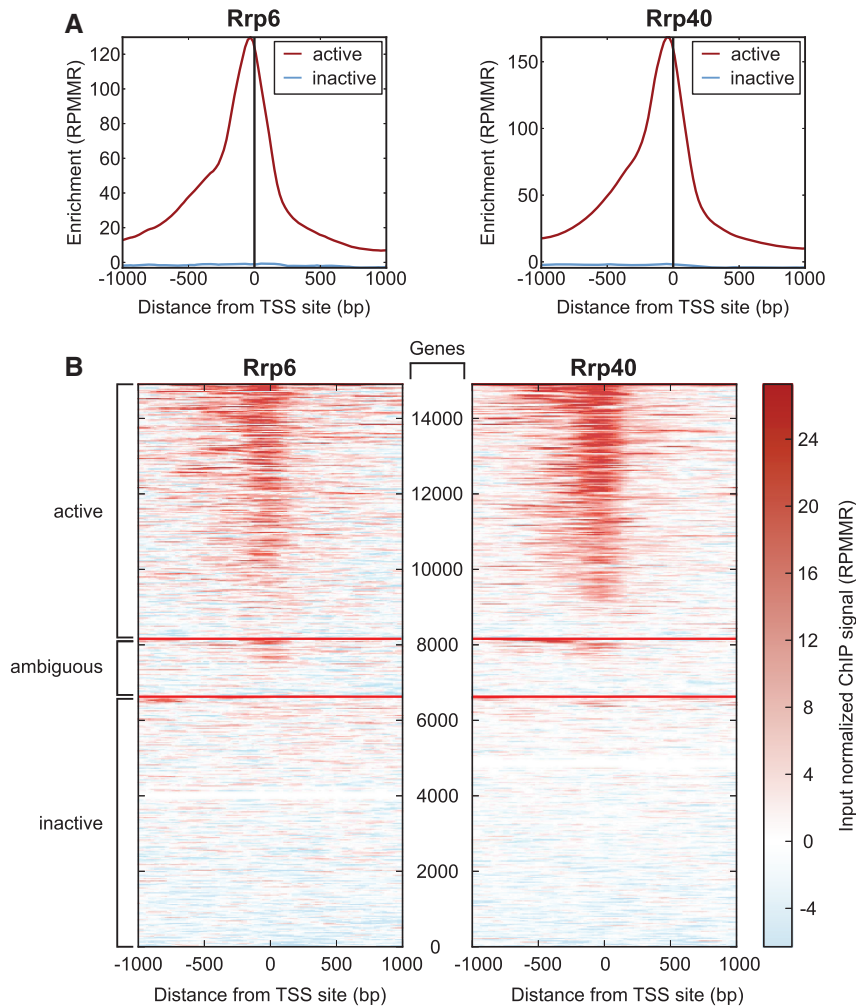 A
Rrp6
Rrp40
active
inactive
active
inactive
Enrichment (RPMMR)
120
100
80
60
40
20
0
Enrichment (RPMMR)
150
100
50
0
-1000 -500 0 500 1000
-1000 -500 0 500 1000
Distance from TSS site (bp)
Distance from TSS site (bp)
B
Genes
Rrp6
Rrp40
active
ambiguous
inactive
14000
12000
10000
8000
6000
4000
2000
0
24
20
16
12
8
4
0
-4
Input normalized ChIP signal (RPMMR)
-1000 -500 0 500 1000
-1000 -500 0 500 1000
Distance from TSS site (bp)
Distance from TSS site (bp)